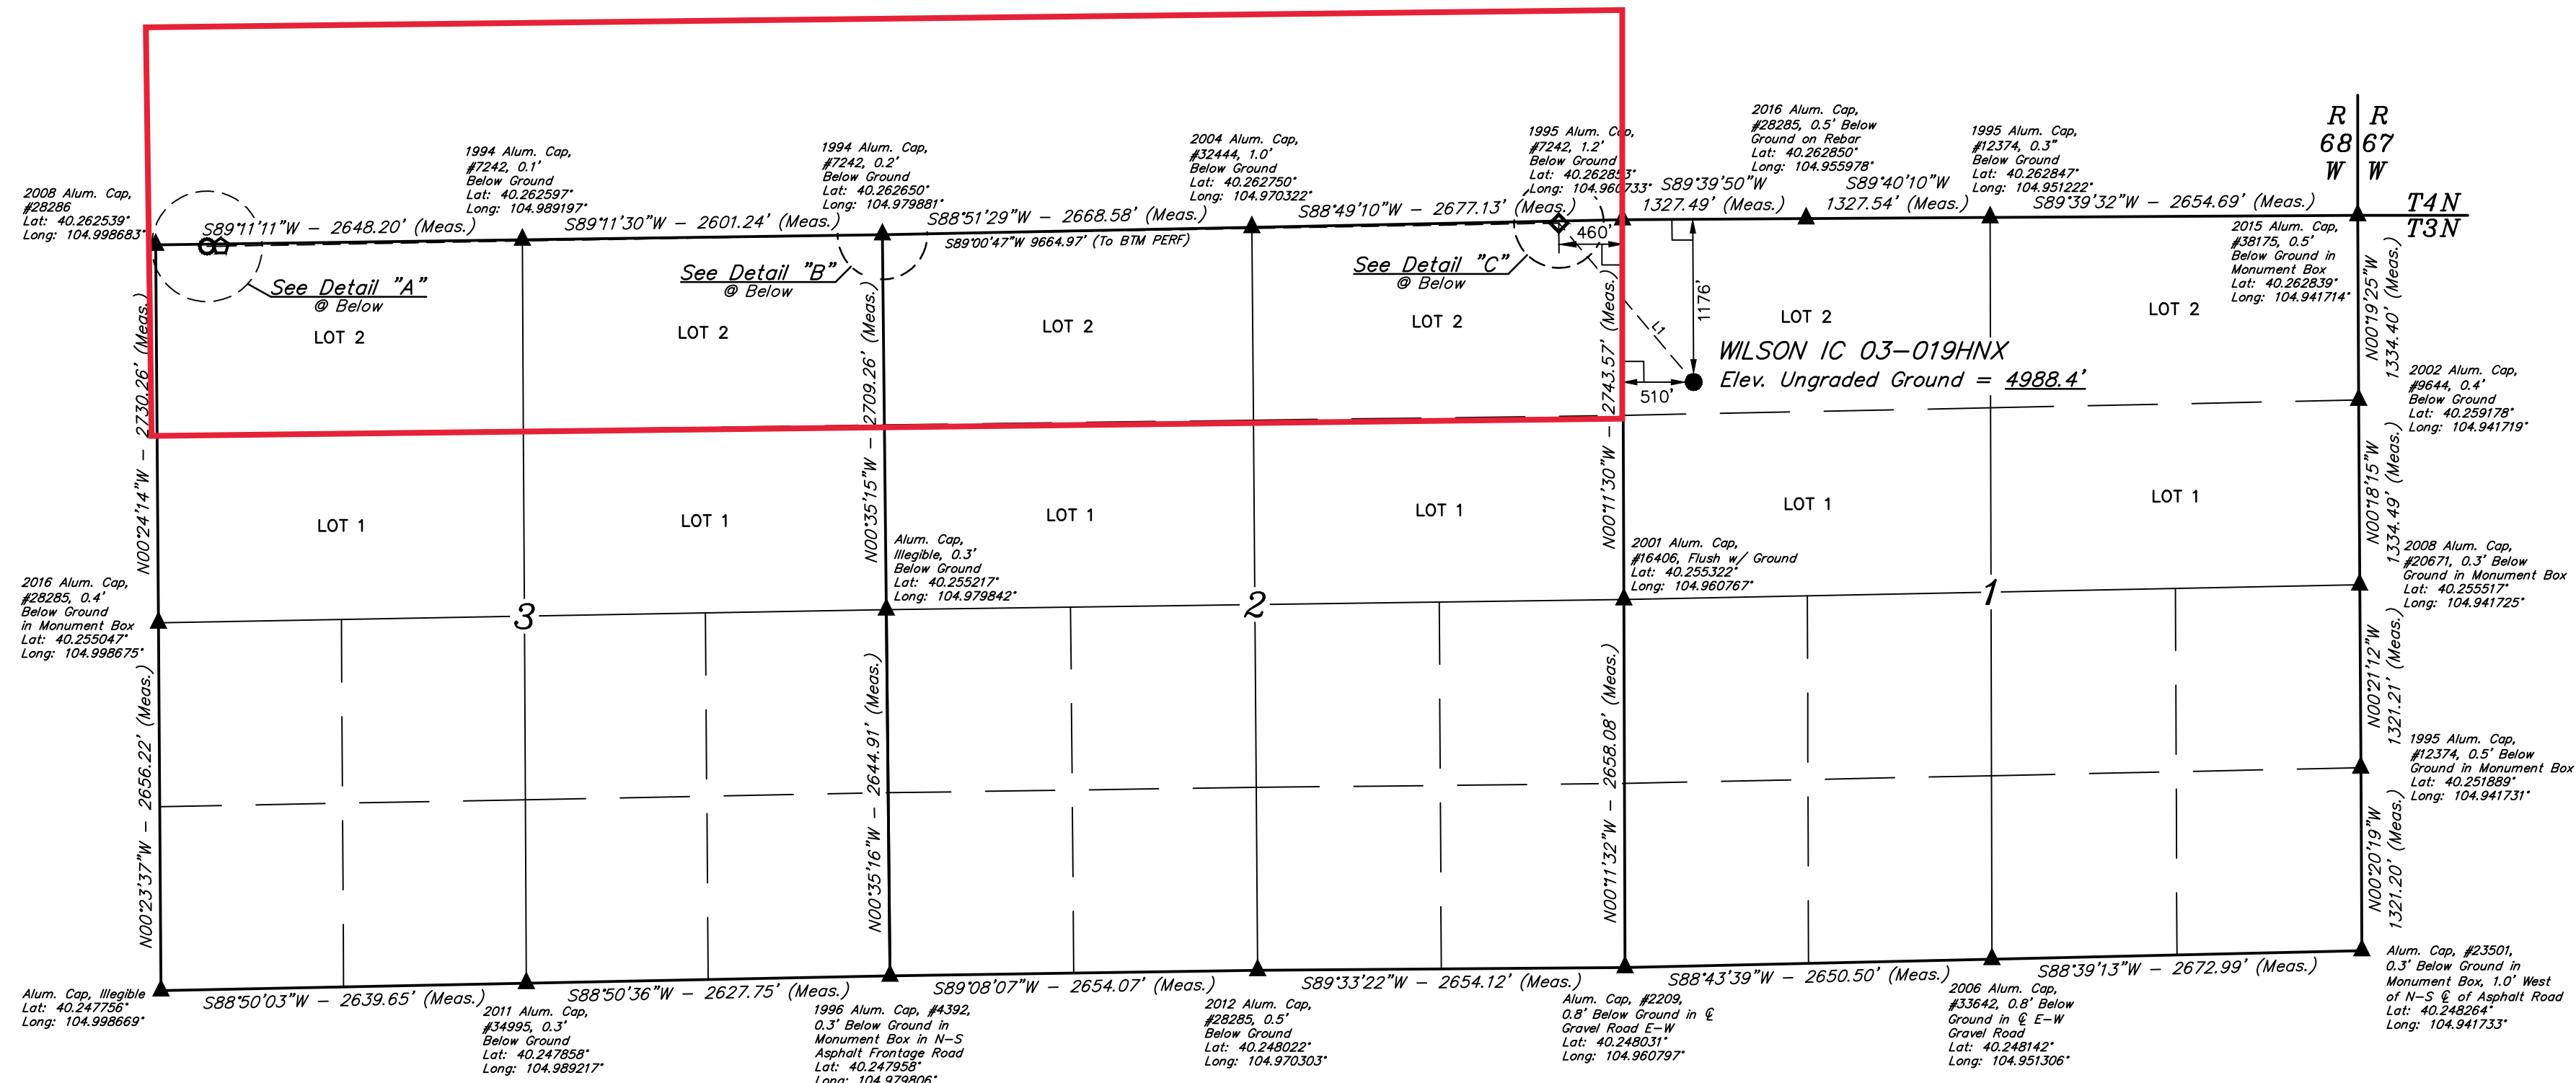 2008 Alum. Cap,
#28286
Lat: 40.262539°
Long: 104.998683°
1994 Alum. Cap,
#7242, 0.1'
Below Ground
Lat: 40.262597°
Long: 104.989197°
1994 Alum. Cap,
#7242, 0.2'
Below Ground
Lat: 40.262650°
Long: 104.979881°
2004 Alum. Cap,
#32444, 1.0'
Below Ground
Lat: 40.262750°
Long: 104.970322°
1995 Alum. Cap,
#7242, 1.2'
Below Ground
Lat: 40.262853°
Long: 104.960733°
2016 Alum. Cap,
#28285, 0.5' Below
Ground on Rebar
Lat: 40.262850°
Long: 104.955978°
1995 Alum. Cap,
#12374, 0.3"
Below Ground
Lat: 40.262847°
Long: 104.951222°
R R
68 67
W W
T4N
T3N
S89°11'11"W – 2648.20' (Meas.)
S89°11'30"W – 2601.24' (Meas.)
S88°51'29"W – 2668.58' (Meas.)
S88°49'10"W – 2677.13' (Meas.)
S89°39'50"W
1327.49' (Meas.)
S89°40'10"W
1327.54' (Meas.)
S89°39'32"W – 2654.69' (Meas.)
S89°00'47"W 9664.97' (To BTM PERF)
460'
2015 Alum. Cap,
#38175, 0.5'
Below Ground in
Monument Box
Lat: 40.262839°
Long: 104.941714°
See Detail "A"
@ Below
See Detail "B"
@ Below
See Detail "C"
@ Below
LOT 2
LOT 2
LOT 2
LOT 2
LOT 2
LOT 2
L1
1176'
WILSON IC 03-019HNX
Elev. Ungraded Ground = 4988.4'
510'
N00°24'14"W – 2730.26' (Meas.)
N00°35'15"W – 2709.26' (Meas.)
N00°11'30"W – 2743.57' (Meas.)
N00°19'25"W
1334.40' (Meas.)
2002 Alum. Cap,
#9644, 0.4'
Below Ground
Lat: 40.259178°
Long: 104.941719°
N00°18'15"W
1334.49' (Meas.)
LOT 1
LOT 1
LOT 1
LOT 1
LOT 1
LOT 1
2016 Alum. Cap,
#28285, 0.4'
Below Ground
in Monument Box
Lat: 40.255047°
Long: 104.998675°
Alum. Cap,
Illegible, 0.3'
Below Ground
Lat: 40.255217°
Long: 104.979842°
2001 Alum. Cap,
#16406, Flush w/ Ground
Lat: 40.255322°
Long: 104.960767°
2008 Alum. Cap,
#20671, 0.3' Below
Ground in Monument Box
Lat: 40.255517°
Long: 104.941725°
3
2
1
N00°23'37"W – 2656.22' (Meas.)
N00°35'16"W – 2644.91' (Meas.)
N00°11'32"W – 2658.08' (Meas.)
N00°21'12"W
1321.21' (Meas.)
1995 Alum. Cap,
#12374, 0.5' Below
Ground in Monument Box
Lat: 40.251889°
Long: 104.941731°
N00°20'19"W
1321.20' (Meas.)
Alum. Cap, Illegible
Lat: 40.247756°
Long: 104.998669°
S88°50'03"W – 2639.65' (Meas.)
S88°50'36"W – 2627.75' (Meas.)
S89°08'07"W – 2654.07' (Meas.)
S89°33'22"W – 2654.12' (Meas.)
S88°43'39"W – 2650.50' (Meas.)
S88°39'13"W – 2672.99' (Meas.)
2011 Alum. Cap,
#34995, 0.3'
Below Ground
Lat: 40.247858°
Long: 104.989217°
1996 Alum. Cap, #4392,
0.3' Below Ground in
Monument Box in N-S
Asphalt Frontage Road
Lat: 40.247958°
Long: 104.979806°
2012 Alum. Cap,
#28285, 0.5'
Below Ground
Lat: 40.248022°
Long: 104.970303°
Alum. Cap, #2209,
0.8' Below Ground in ℄
Gravel Road E-W
Lat: 40.248031°
Long: 104.960797°
2006 Alum. Cap,
#33642, 0.8' Below
Ground in ℄ E-W
Gravel Road
Lat: 40.248142°
Long: 104.951306°
Alum. Cap, #23501,
0.3' Below Ground in
Monument Box, 1.0' West
of N-S ℄ of Asphalt Road
Lat: 40.248264°
Long: 104.941733°